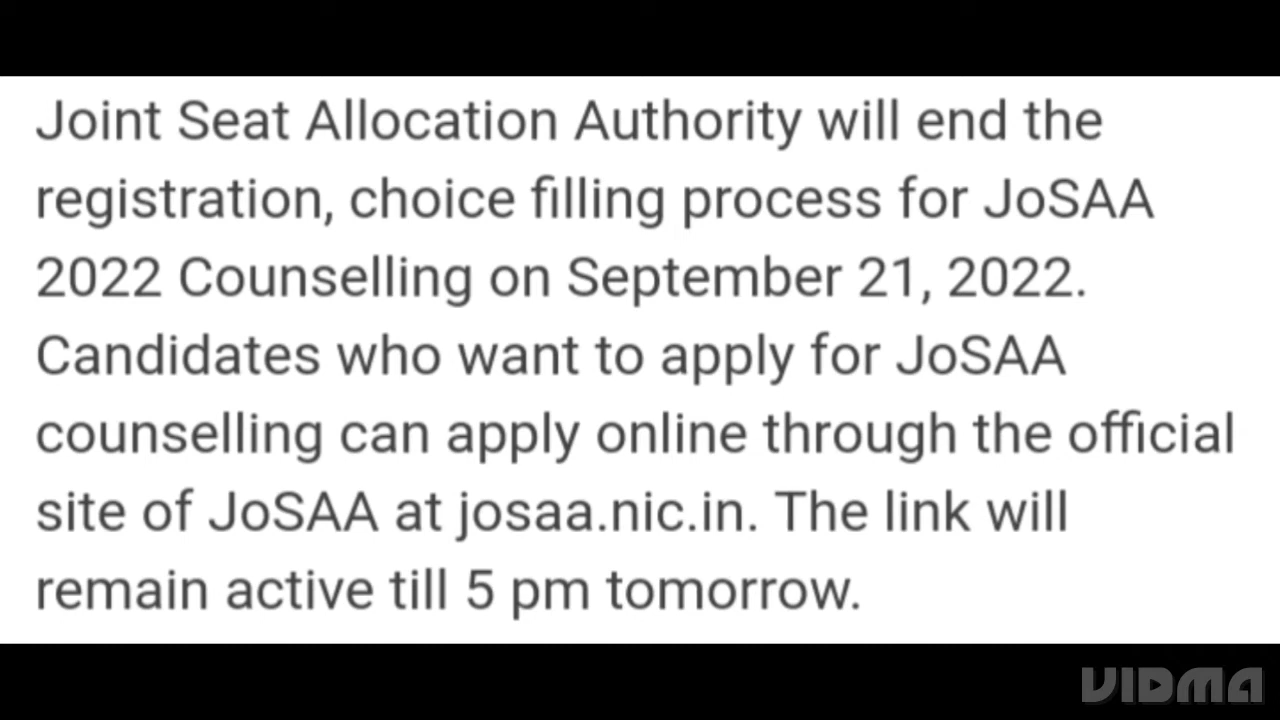 Joint Seat Allocation Authority will end the
registration, choice filling process for JoSAA
2022 Counselling on September 21, 2022.
Candidates who want to apply for JoSAA
counselling can apply online through the official
site of JoSAA at josaa.nic.in. The link will
remain active till 5 pm tomorrow.
VIDMA